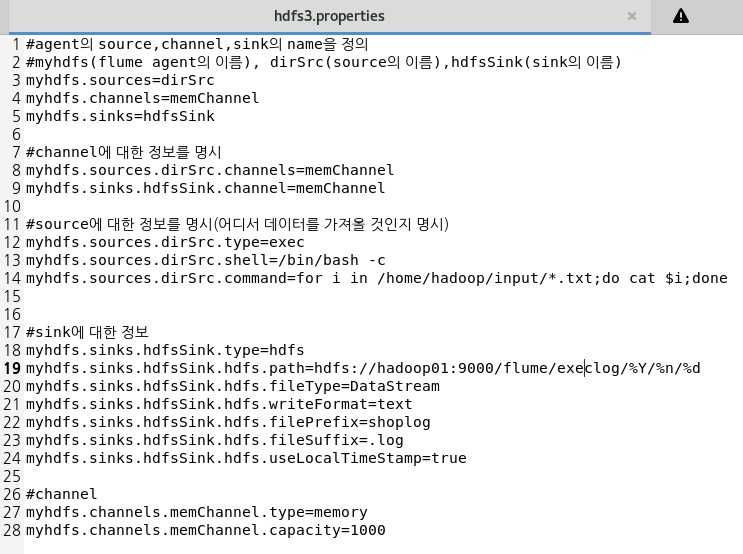 hdfs3.properties
1 #agent의 source,channel,sink의 name을 정의
2 #myhdfs(flume agent의 이름), dirSrc(source의 이름),hdfsSink(sink의 이름)
3 myhdfs.sources=dirSrc
4 myhdfs.channels=memChannel
5 myhdfs.sinks=hdfsSink
6
7 #channel에 대한 정보를 명시
8 myhdfs.sources.dirSrc.channels=memChannel
9 myhdfs.sinks.hdfsSink.channel=memChannel
10
11 #source에 대한 정보를 명시(어디서 데이터를 가져올 것인지 명시)
12 myhdfs.sources.dirSrc.type=exec
13 myhdfs.sources.dirSrc.shell=/bin/bash -c
14 myhdfs.sources.dirSrc.command=for i in /home/hadoop/input/*.txt;do cat $i;done
15
16
17 #sink에 대한 정보
18 myhdfs.sinks.hdfsSink.type=hdfs
19 myhdfs.sinks.hdfsSink.hdfs.path=hdfs://hadoop01:9000/flume/execlog/%Y/%n/%d
20 myhdfs.sinks.hdfsSink.hdfs.fileType=DataStream
21 myhdfs.sinks.hdfsSink.hdfs.writeFormat=text
22 myhdfs.sinks.hdfsSink.hdfs.filePrefix=shoplog
23 myhdfs.sinks.hdfsSink.hdfs.fileSuffix=.log
24 myhdfs.sinks.hdfsSink.hdfs.useLocalTimeStamp=true
25
26 #channel
27 myhdfs.channels.memChannel.type=memory
28 myhdfs.channels.memChannel.capacity=1000